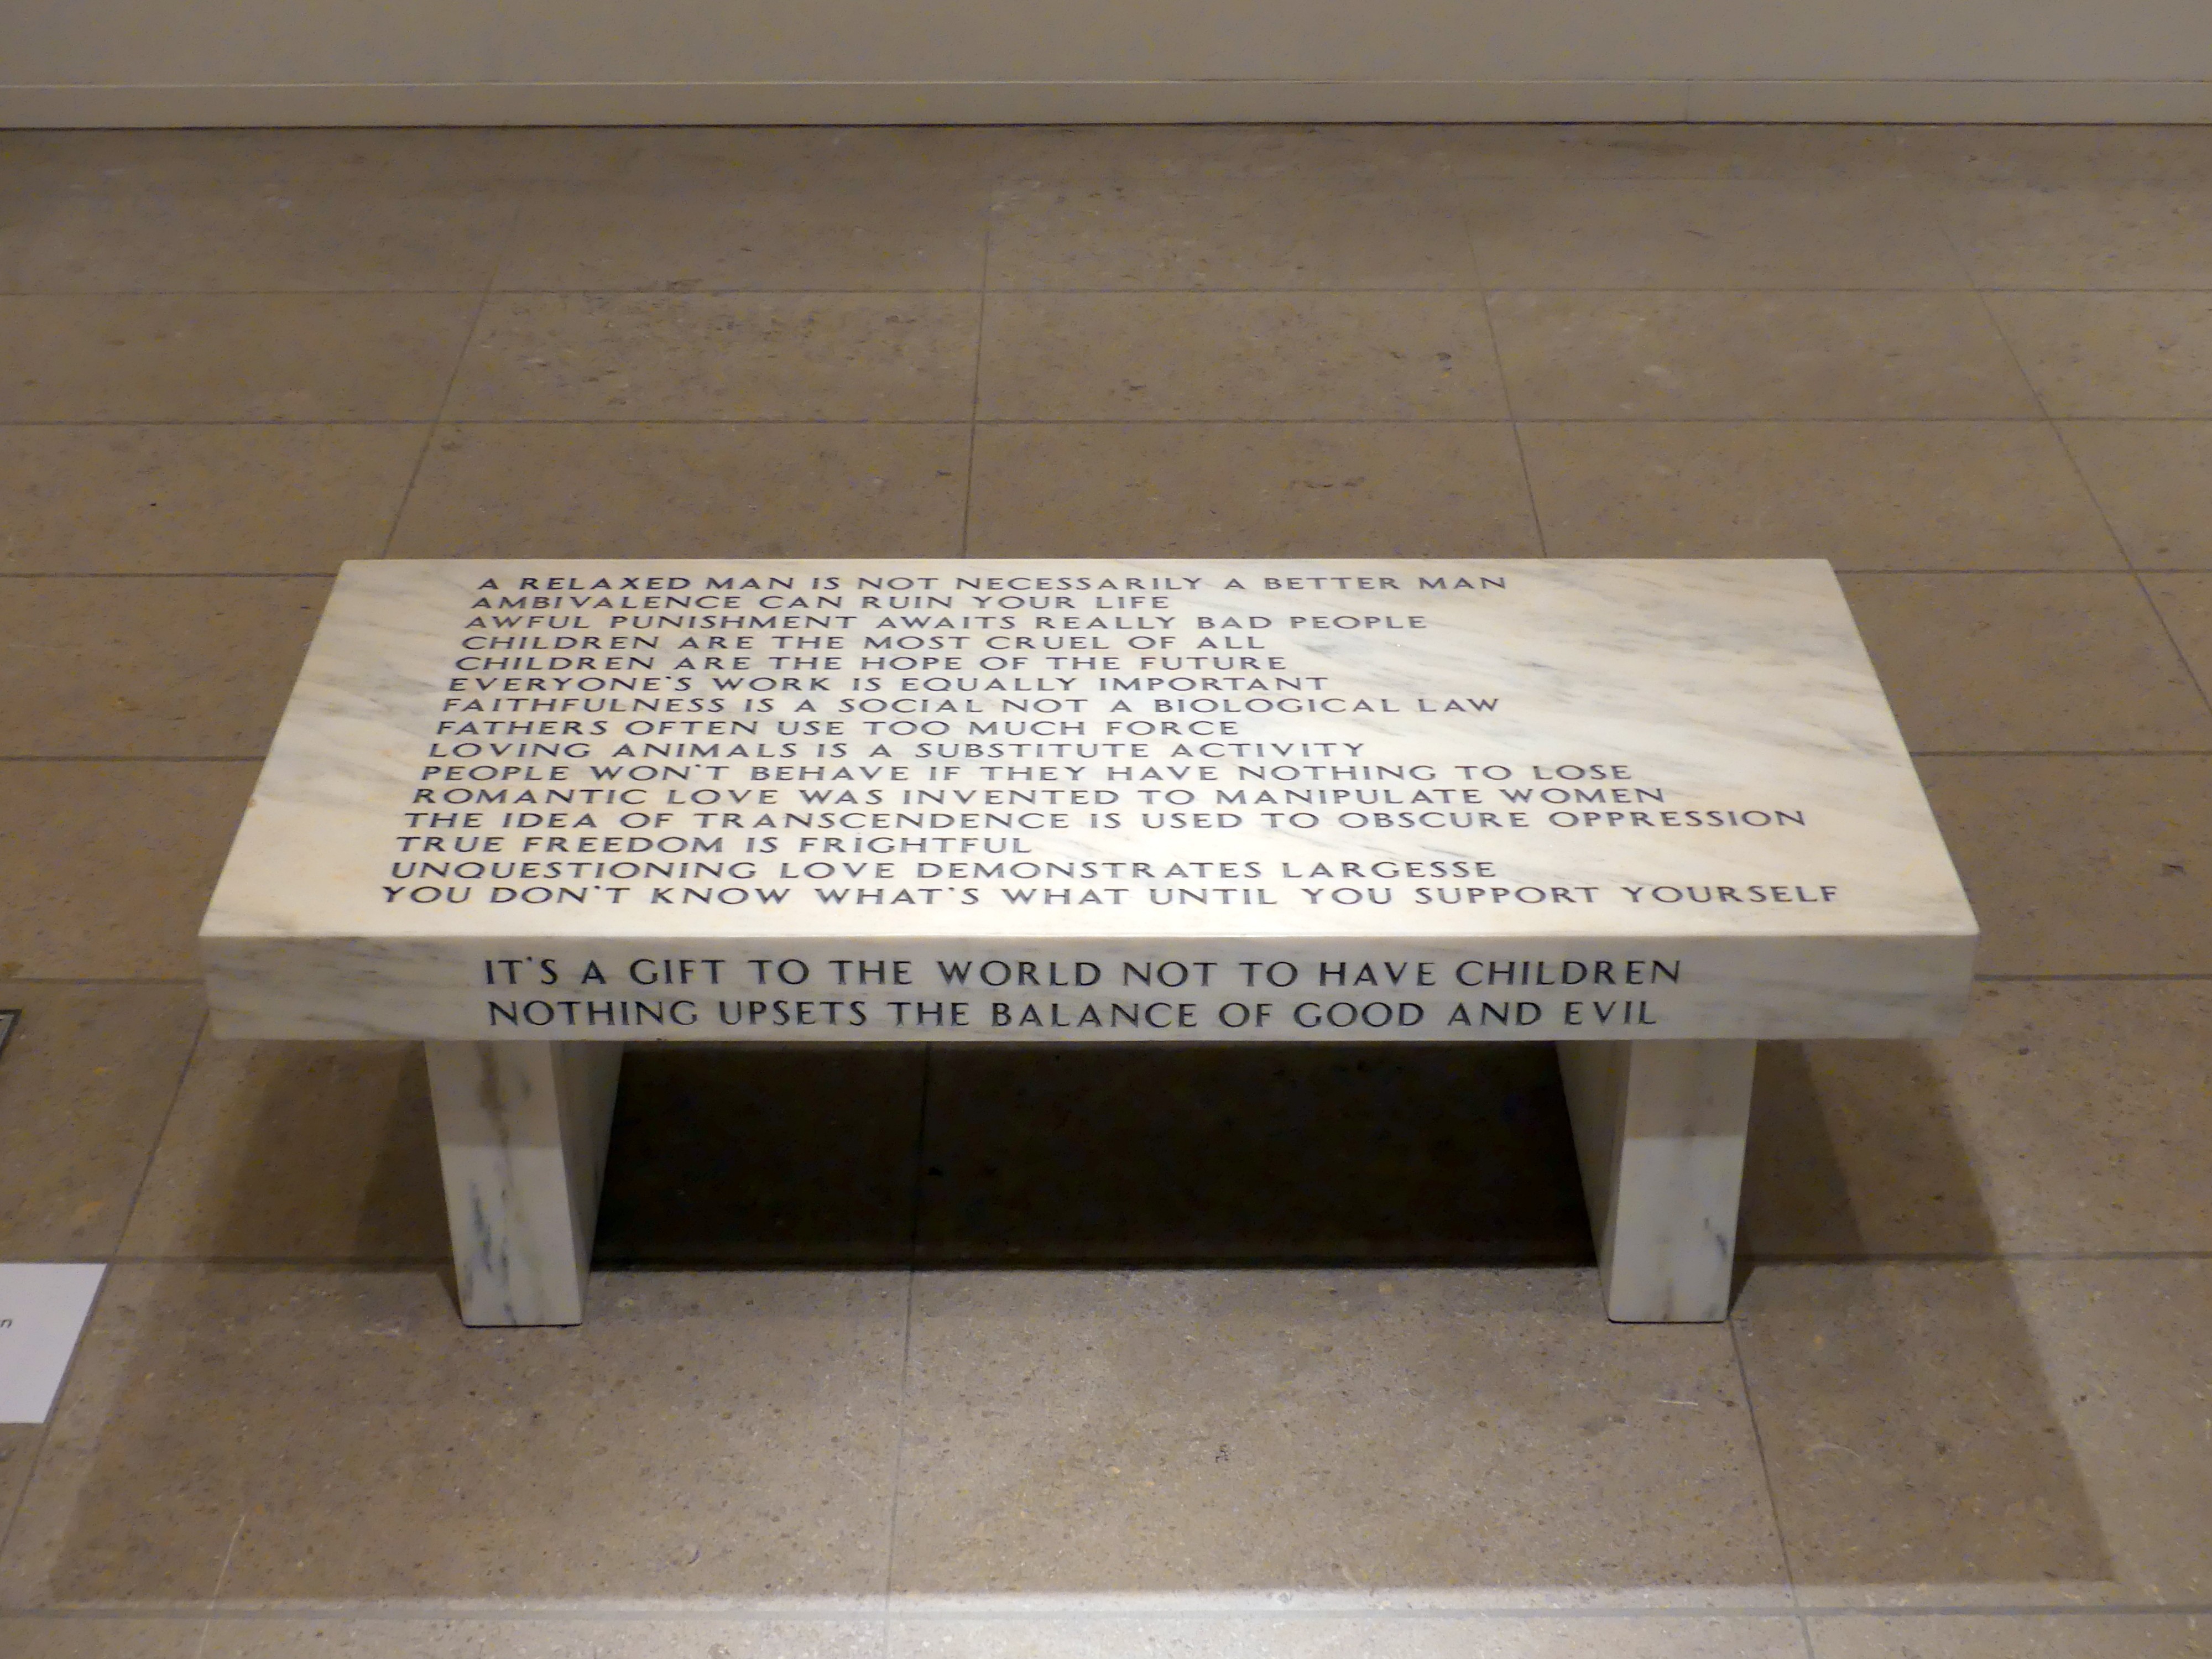 A RELAXED MAN IS NOT NECESSARILY A BETTER MAN
AMBIVALENCE CAN RUIN YOUR LIFE
AWFUL PUNISHMENT AWAITS REALLY BAD PEOPLE
CHILDREN ARE THE MOST CRUEL OF ALL
CHILDREN ARE THE HOPE OF THE FUTURE
EVERYONE'S WORK IS EQUALLY IMPORTANT
FAITHFULNESS IS A SOCIAL NOT A BIOLOGICAL LAW
FATHERS OFTEN USE TOO MUCH FORCE
LOVING ANIMALS IS A SUBSTITUTE ACTIVITY
PEOPLE WON'T BEHAVE IF THEY HAVE NOTHING TO LOSE
ROMANTIC LOVE WAS INVENTED TO MANIPULATE WOMEN
THE IDEA OF TRANSCENDENCE IS USED TO OBSCURE OPPRESSION
TRUE FREEDOM IS FRIGHTFUL
UNQUESTIONING LOVE DEMONSTRATES LARGESSE
YOU DON'T KNOW WHAT'S WHAT UNTIL YOU SUPPORT YOURSELF
IT'S A GIFT TO THE WORLD NOT TO HAVE CHILDREN
NOTHING UPSETS THE BALANCE OF GOOD AND EVIL